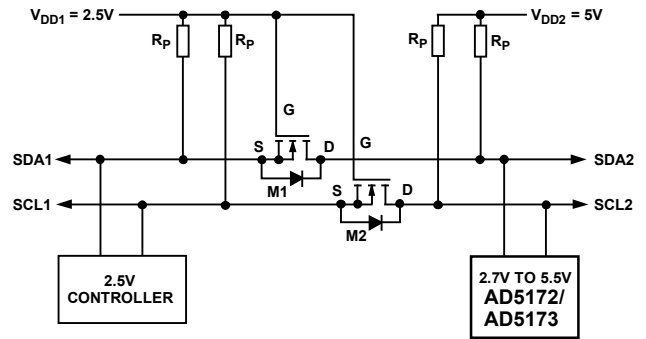 VDD1 = 2.5V
VDD2 = 5V
RP
RP
RP
RP
G
S
D
G
SDA1
SDA2
M1
S
D
SCL1
SCL2
M2
2.5V
CONTROLLER
2.7V TO 5.5V
AD5172/
AD5173